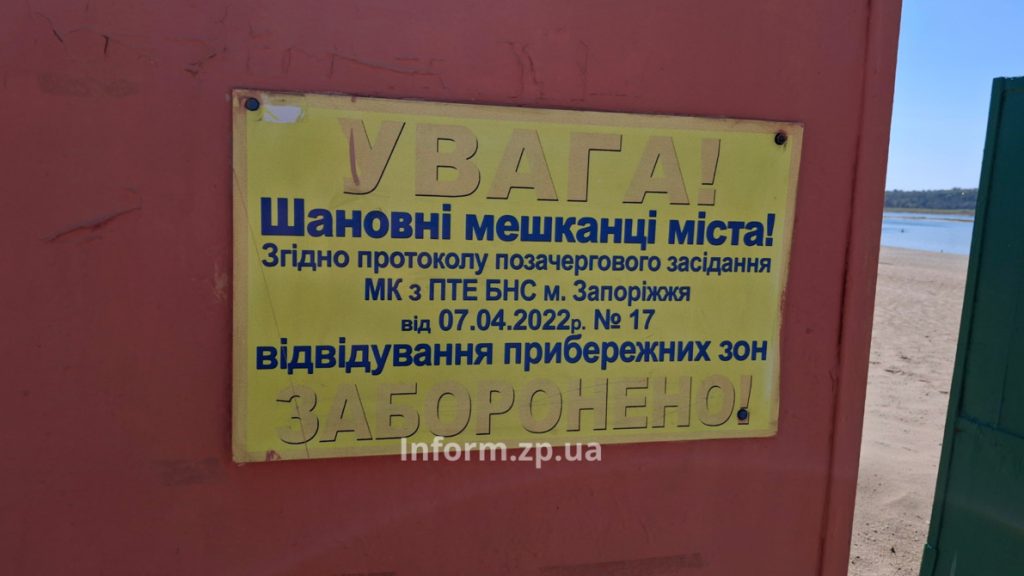 УВАГА!
Шановні мешканці міста!
Згідно протоколу позачергового засідання
МК з ПТЕ БНС м. Запоріжжя
від 07.04.2022р. № 17
відвідування прибережних зон
ЗАБОРОНЕНО!
Inform.zp.ua